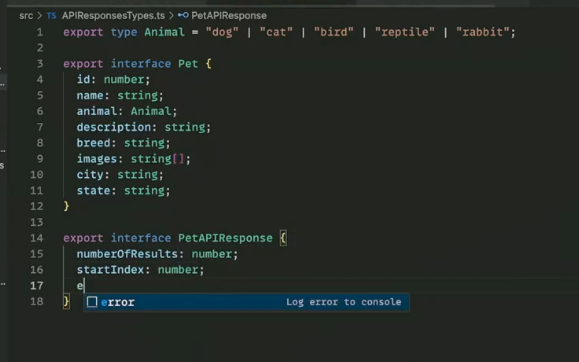 src > TS APIResponsesTypes.ts > PetAPIResponse
1 export type Animal = "dog" | "cat" | "bird" | "reptile" | "rabbit";
2
3 export interface Pet {
4 id: number;
5 name: string;
6 animal: Animal;
7 description: string;
8 breed: string;
9 images: string[];
10 city: string;
11 state: string;
12 }
13
14 export interface PetAPIResponse {
15 numberOfResults: number;
16 startIndex: number;
17 e
18 }
error Log error to console